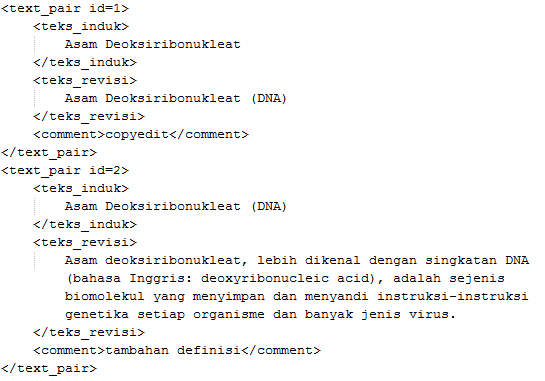 <text_pair id=1>
<teks_induk>
Asam Deoksiribonukleat
</teks_induk>
<teks_revisi>
Asam Deoksiribonukleat (DNA)
</teks_revisi>
<comment>copyedit</comment>
</text_pair>
<text_pair id=2>
<teks_induk>
Asam Deoksiribonukleat (DNA)
</teks_induk>
<teks_revisi>
Asam deoksiribonukleat, lebih dikenal dengan singkatan DNA
(bahasa Inggris: deoxyribonucleic acid), adalah sejenis
biomolekul yang menyimpan dan menyandi instruksi-instruksi
genetika setiap organisme dan banyak jenis virus.
</teks_revisi>
<comment>tambahan definisi</comment>
</text_pair>